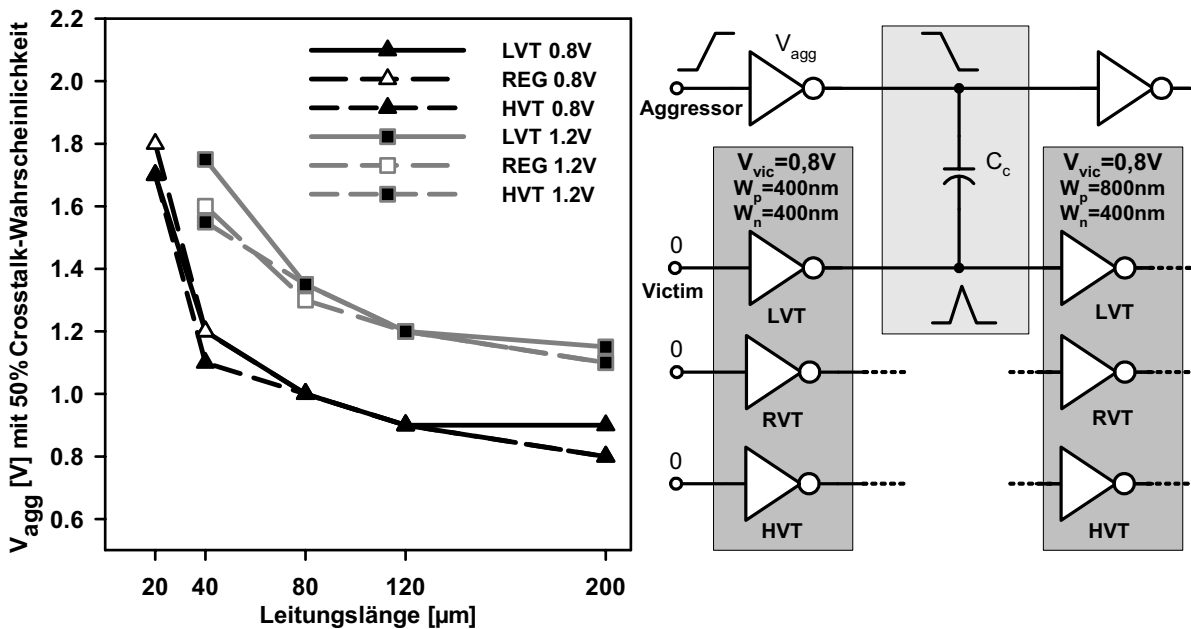 V_agg [V] mit 50% Crosstalk-Wahrscheinlichkeit
2.2
2.0
1.8
1.6
1.4
1.2
1.0
0.8
0.6
20
40
80
120
200
Leitungslänge [µm]
LVT 0.8V
REG 0.8V
HVT 0.8V
LVT 1.2V
REG 1.2V
HVT 1.2V
V_agg
Aggressor
C_c
V_vic=0,8V
W_p=400nm
W_n=400nm
V_vic=0,8V
W_p=800nm
W_n=400nm
0
Victim
LVT
LVT
0
RVT
RVT
0
HVT
HVT